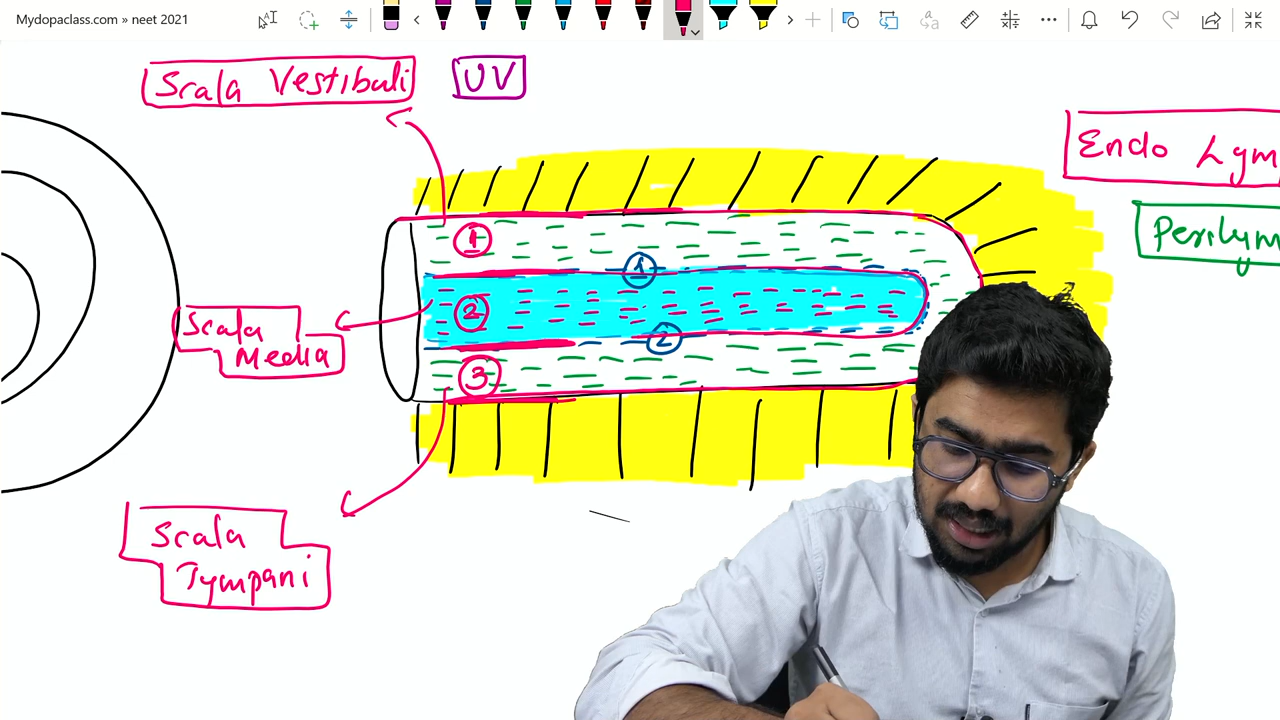 Mydopaclass.com » neet 2021
Scala Vestibuli
UV
Endo Lym
Perilym
1
1
2
2
3
Scala
Media
Scala
Tympani